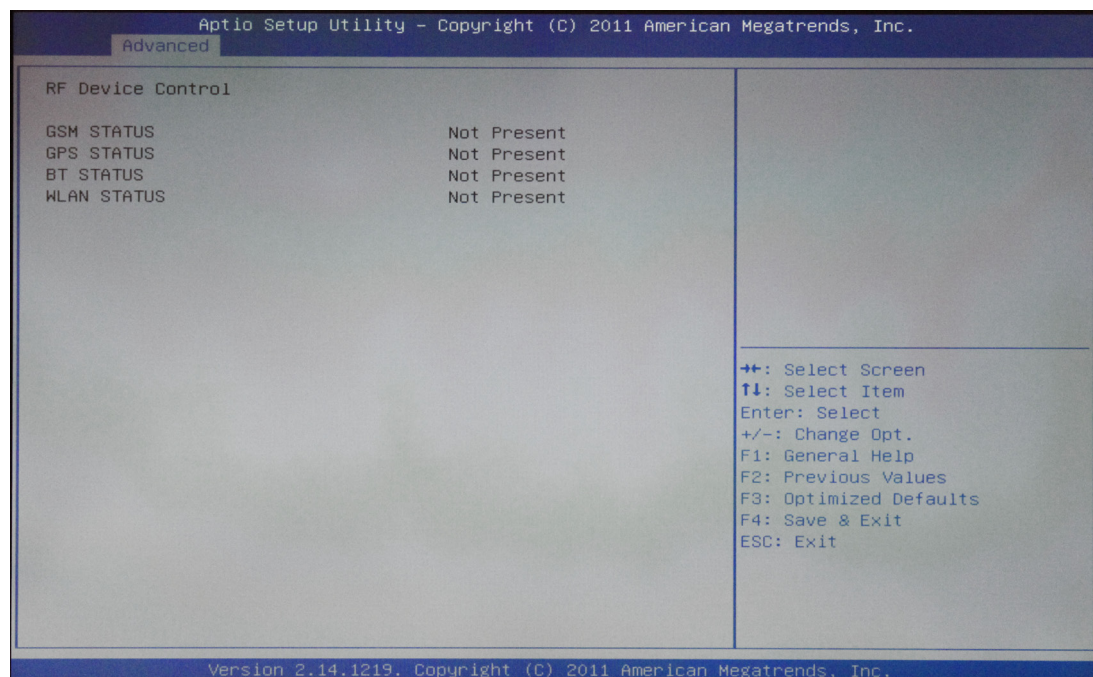 Aptio Setup Utility – Copyright (C) 2011 American Megatrends, Inc.
Advanced
RF Device Control
GSM STATUS Not Present
GPS STATUS Not Present
BT STATUS Not Present
WLAN STATUS Not Present
→←: Select Screen
↑↓: Select Item
Enter: Select
+/-: Change Opt.
F1: General Help
F2: Previous Values
F3: Optimized Defaults
F4: Save & Exit
ESC: Exit
Version 2.14.1219. Copyright (C) 2011 American Megatrends, Inc.